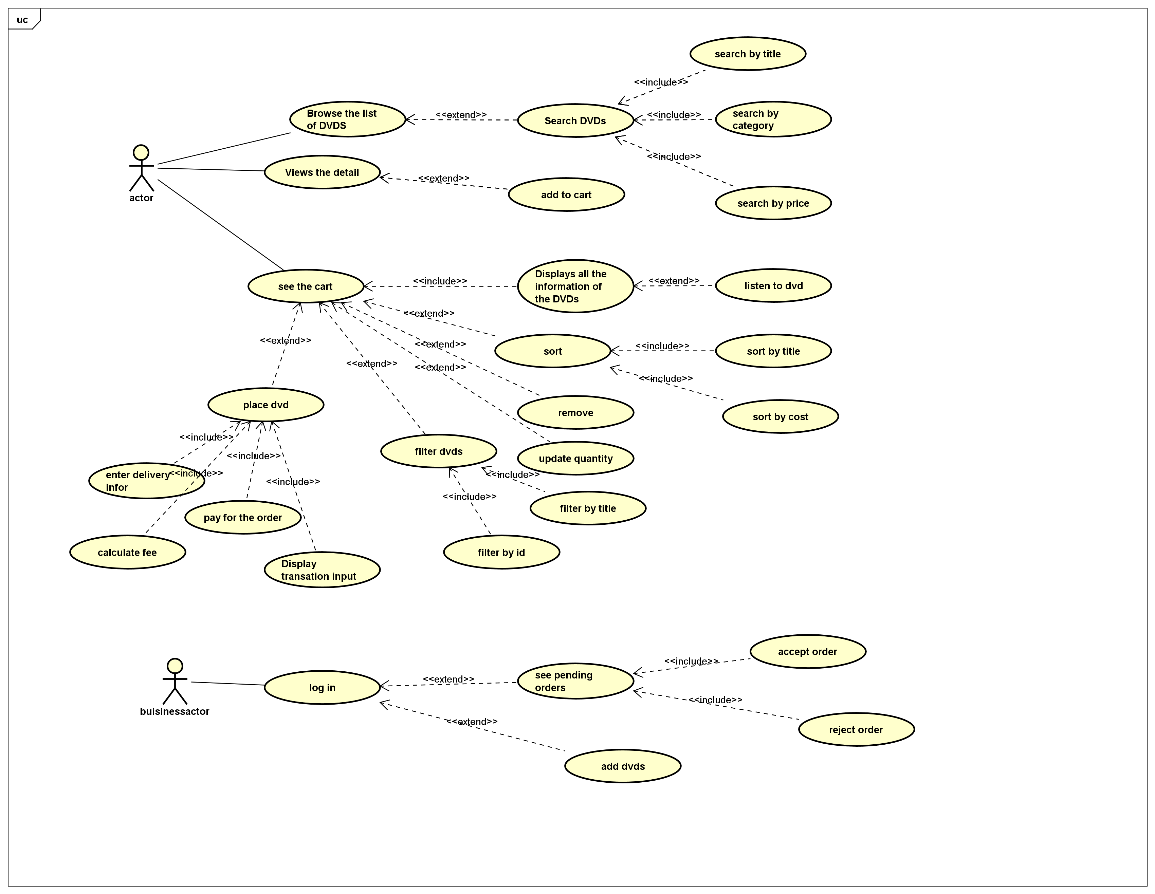 uc
search by title
<<include>>
Browse the list
of DVDS
<<extend>>
Search DVDs
<<include>>
search by
category
<<include>>
actor
Views the detail
<<extend>>
add to cart
search by price
see the cart
<<include>>
Displays all the
information of
the DVDs
<<extend>>
listen to dvd
<<extend>>
<<extend>>
<<extend>>
<<extend>>
<<extend>>
sort
<<include>>
sort by title
<<include>>
place dvd
remove
sort by cost
<<include>>
filter dvds
update quantity
<<include>>
enter delivery
infor
<<include>>
<<include>>
<<include>>
<<include>>
pay for the order
filter by title
calculate fee
Display
transation input
filter by id
accept order
<<include>>
buisinessactor
log in
<<extend>>
see pending
orders
<<include>>
<<extend>>
reject order
add dvds